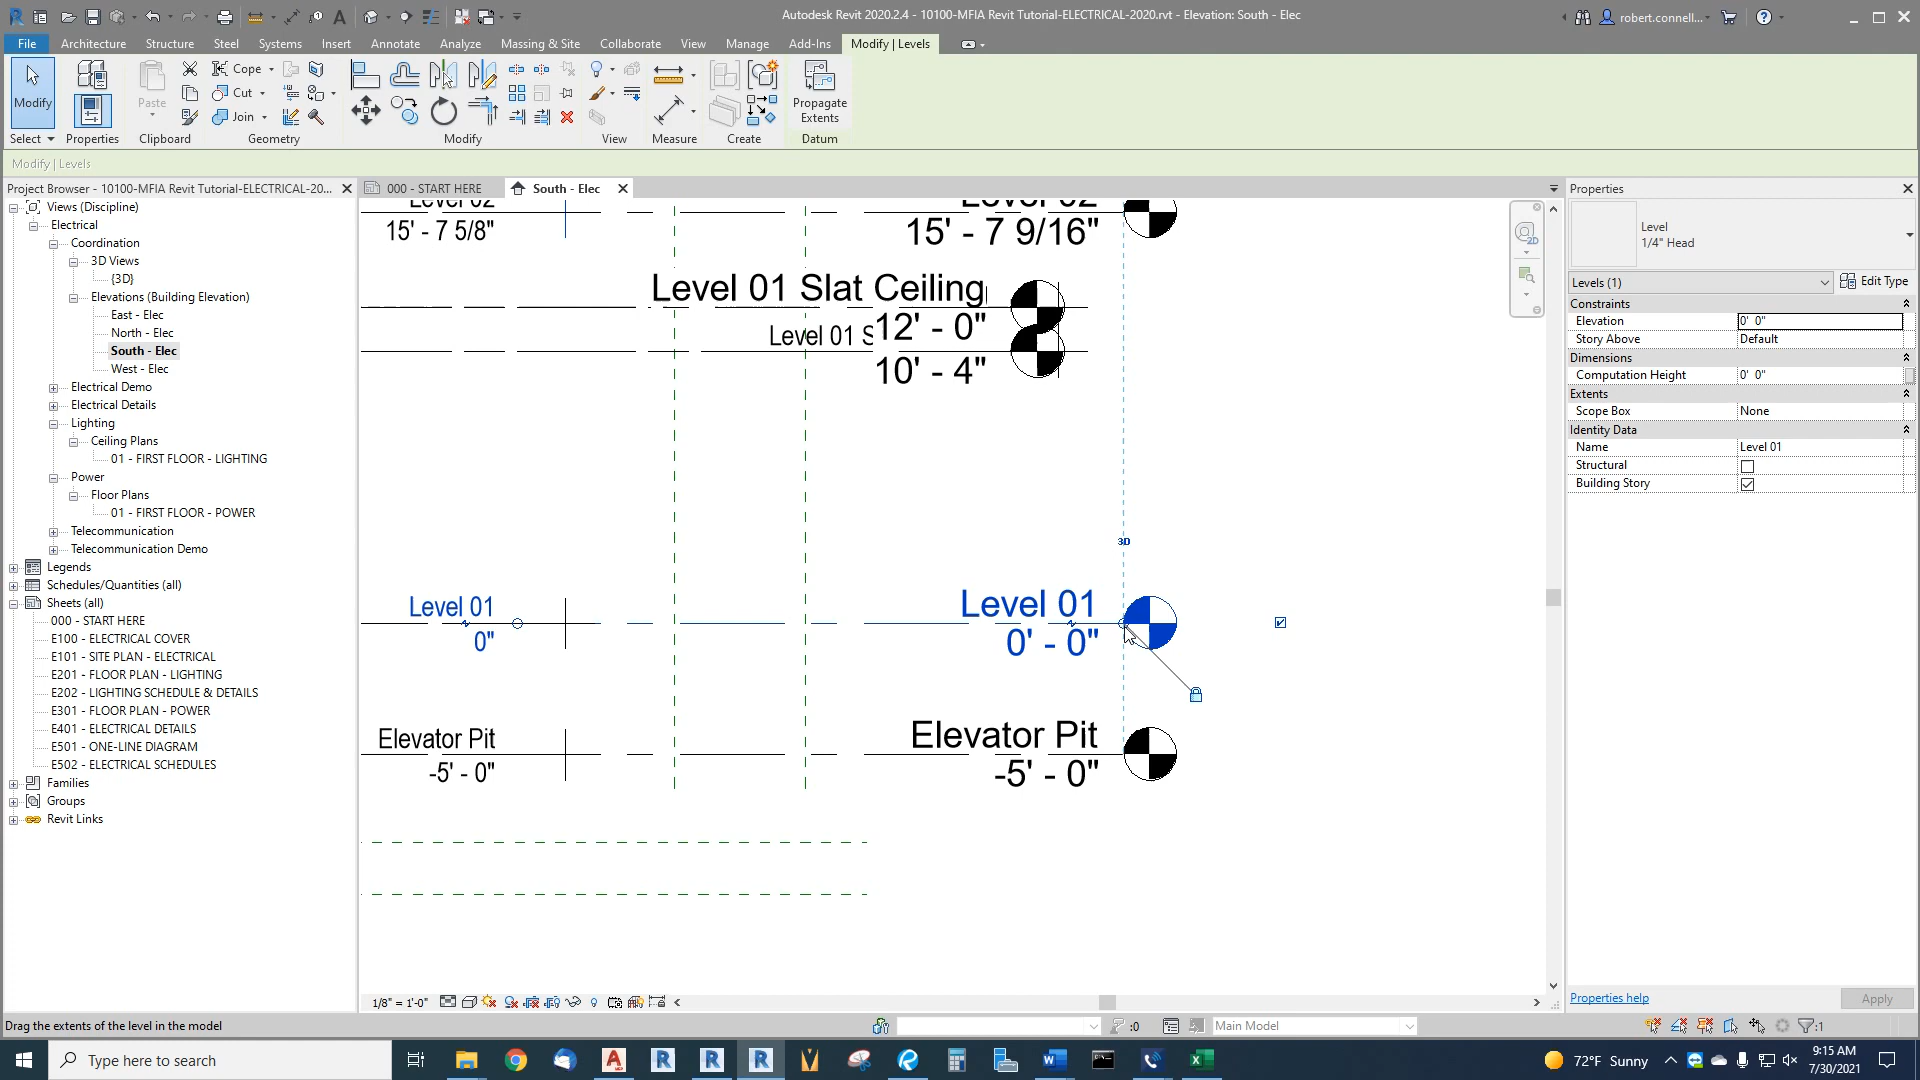 Autodesk Revit 2020.2.4 - 10100-MFIA Revit Tutorial-ELECTRICAL-2020.rvt - Elevation: South - Elec
robert.connell...
File Architecture Structure Steel Systems Insert Annotate Analyze Massing & Site Collaborate View Manage Add-Ins Modify | Levels
Modify
Paste
Cope
Cut
Join
Propagate
Extents
Select Properties Clipboard Geometry Modify View Measure Create Datum
Modify | Levels
Project Browser - 10100-MFIA Revit Tutorial-ELECTRICAL-20...
Views (Discipline)
Electrical
Coordination
3D Views
{3D}
Elevations (Building Elevation)
East - Elec
North - Elec
South - Elec
West - Elec
Electrical Demo
Electrical Details
Lighting
Ceiling Plans
01 - FIRST FLOOR - LIGHTING
Power
Floor Plans
01 - FIRST FLOOR - POWER
Telecommunication
Telecommunication Demo
Legends
Schedules/Quantities (all)
Sheets (all)
000 - START HERE
E100 - ELECTRICAL COVER
E101 - SITE PLAN - ELECTRICAL
E201 - FLOOR PLAN - LIGHTING
E202 - LIGHTING SCHEDULE & DETAILS
E301 - FLOOR PLAN - POWER
E401 - ELECTRICAL DETAILS
E501 - ONE-LINE DIAGRAM
E502 - ELECTRICAL SCHEDULES
Families
Groups
Revit Links
000 - START HERE
South - Elec
Level 02
15' - 7 5/8"
Level 02
15' - 7 9/16"
Level 01 Slat Ceiling
12' - 0"
Level 01 S
10' - 4"
3D
Level 01
0"
Level 01
0' - 0"
Elevator Pit
-5' - 0"
Elevator Pit
-5' - 0"
2D
1/8" = 1'-0"
Properties
Level
1/4" Head
Levels (1)
Edit Type
Constraints
Elevation 0' 0"
Story Above Default
Dimensions
Computation Height 0' 0"
Extents
Scope Box None
Identity Data
Name Level 01
Structural
Building Story
Properties help
Apply
Drag the extents of the level in the model
:0
Main Model
:1
Type here to search
72°F Sunny
9:15 AM
7/30/2021